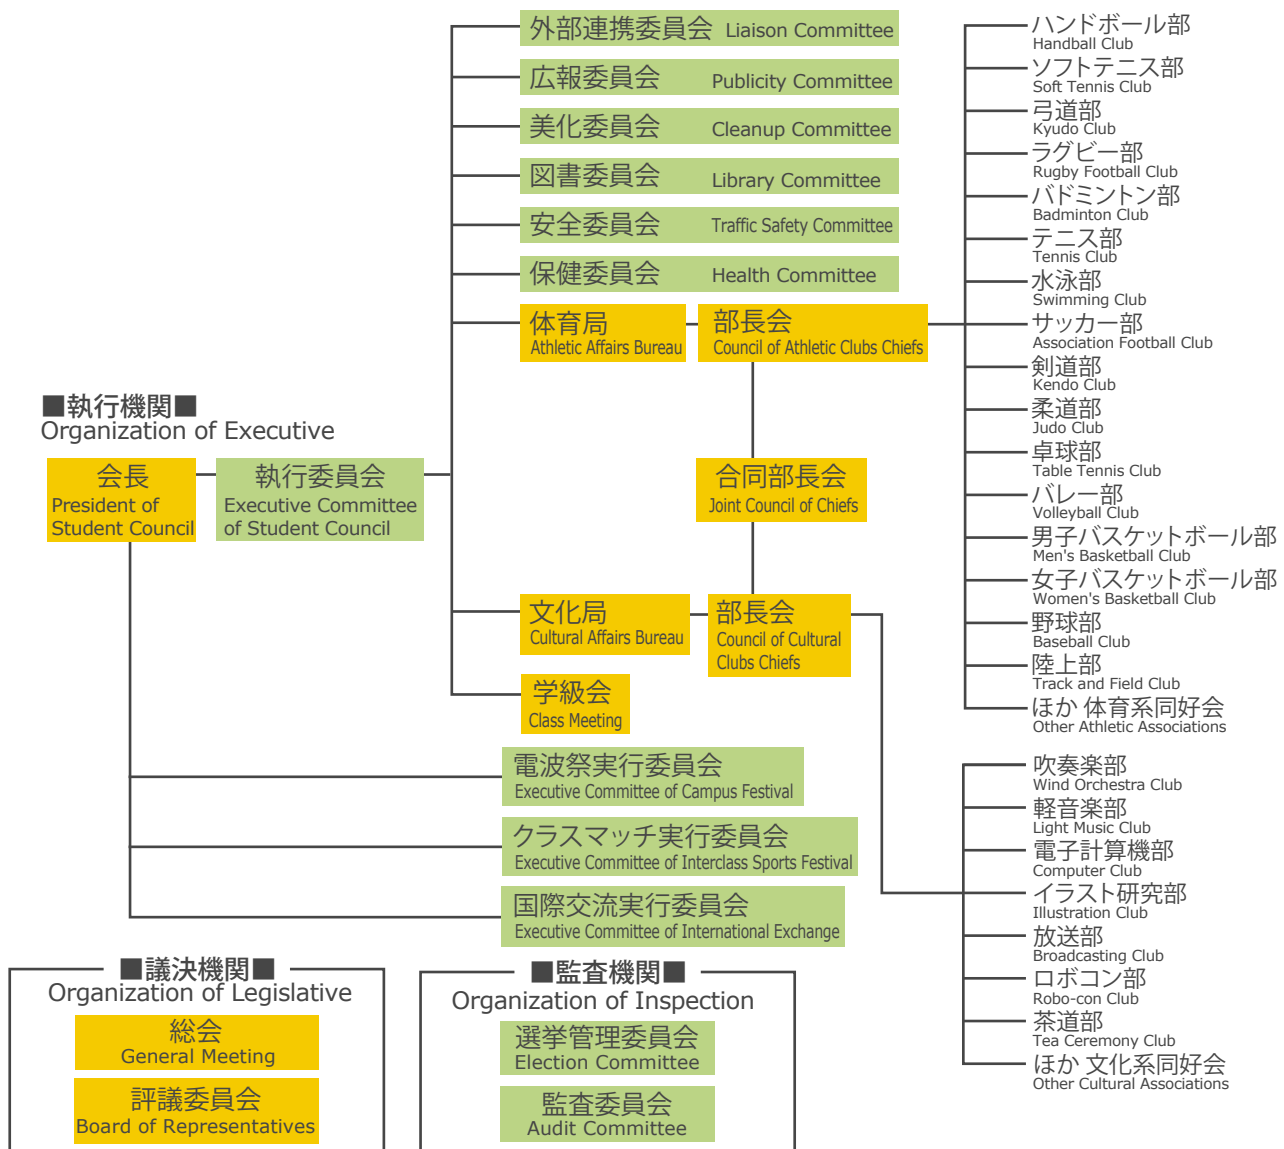 外部連携委員会 Liaison Committee
広報委員会 Publicity Committee
美化委員会 Cleanup Committee
図書委員会 Library Committee
安全委員会 Traffic Safety Committee
保健委員会 Health Committee
体育局
Athletic Affairs Bureau
部長会
Council of Athletic Clubs Chiefs
■執行機関■
Organization of Executive
会長
President of
Student Council
執行委員会
Executive Committee
of Student Council
合同部長会
Joint Council of Chiefs
文化局
Cultural Affairs Bureau
部長会
Council of Cultural
Clubs Chiefs
学級会
Class Meeting
電波祭実行委員会
Executive Committee of Campus Festival
クラスマッチ実行委員会
Executive Committee of Interclass Sports Festival
国際交流実行委員会
Executive Committee of International Exchange
ハンドボール部
Handball Club
ソフトテニス部
Soft Tennis Club
弓道部
Kyudo Club
ラグビー部
Rugby Football Club
バドミントン部
Badminton Club
テニス部
Tennis Club
水泳部
Swimming Club
サッカー部
Association Football Club
剣道部
Kendo Club
柔道部
Judo Club
卓球部
Table Tennis Club
バレー部
Volleyball Club
男子バスケットボール部
Men's Basketball Club
女子バスケットボール部
Women's Basketball Club
野球部
Baseball Club
陸上部
Track and Field Club
ほか 体育系同好会
Other Athletic Associations
吹奏楽部
Wind Orchestra Club
軽音楽部
Light Music Club
電子計算機部
Computer Club
イラスト研究部
Illustration Club
放送部
Broadcasting Club
ロボコン部
Robo-con Club
茶道部
Tea Ceremony Club
ほか 文化系同好会
Other Cultural Associations
■議決機関■
Organization of Legislative
総会
General Meeting
評議委員会
Board of Representatives
■監査機関■
Organization of Inspection
選挙管理委員会
Election Committee
監査委員会
Audit Committee